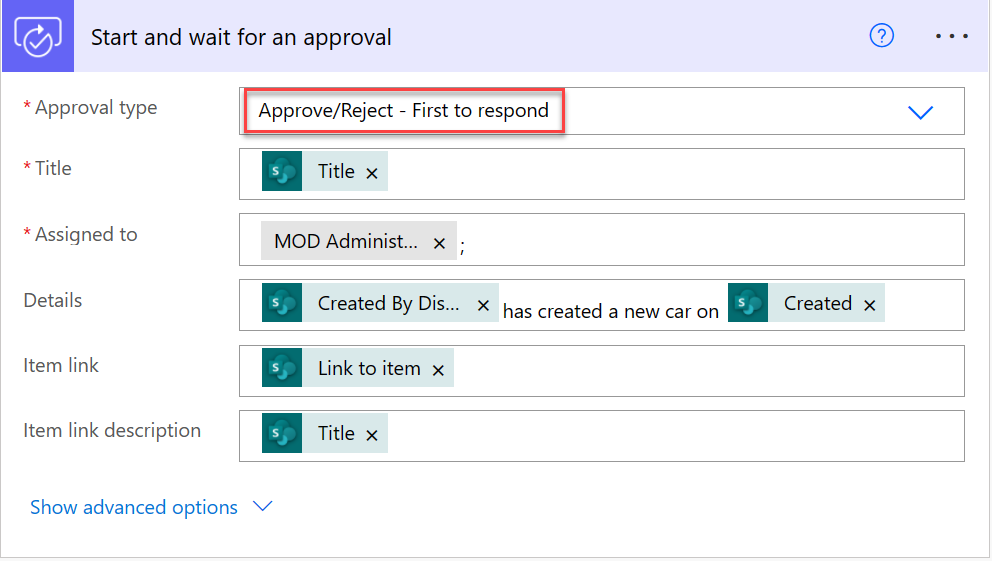 Start and wait for an approval
* Approval type
Approve/Reject - First to respond
* Title
Title
* Assigned to
MOD Administ... ;
Details
Created By Dis... has created a new car on Created
Item link
Link to item
Item link description
Title
Show advanced options